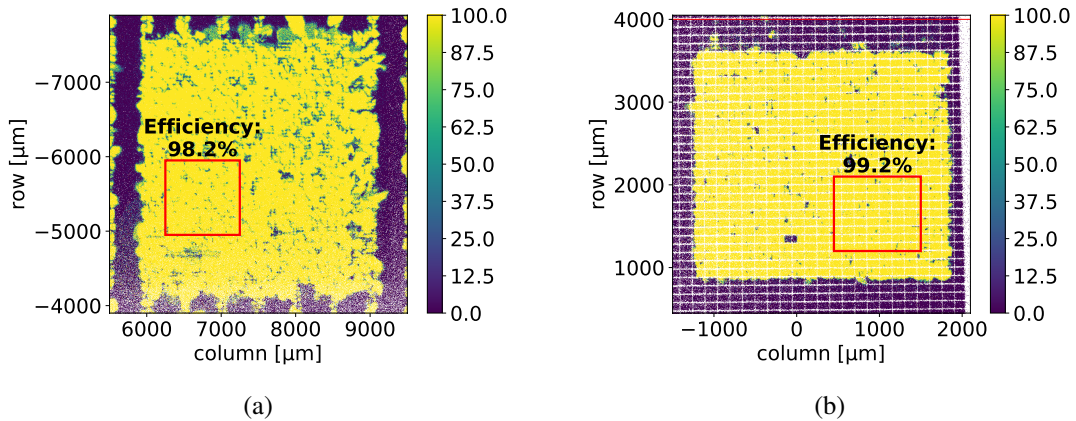 100.0
87.5
75.0
62.5
50.0
37.5
25.0
12.5
0.0
−7000
−6000
−5000
−4000
row [μm]
6000 7000 8000 9000
column [μm]
Efficiency:
98.2%
(a)
100.0
87.5
75.0
62.5
50.0
37.5
25.0
12.5
0.0
4000
3000
2000
1000
row [μm]
−1000 0 1000 2000
column [μm]
Efficiency:
99.2%
(b)